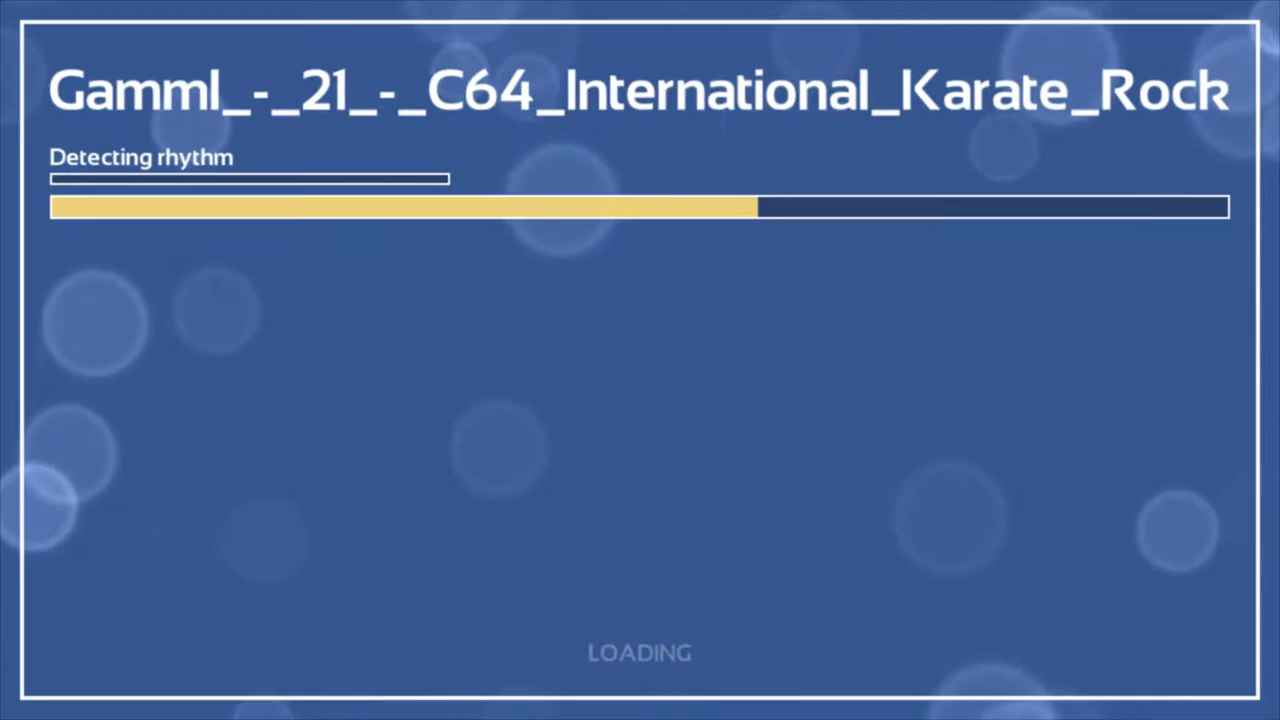 Gamml_-_21_-_C64_International_Karate_Rock
Detecting rhythm
LOADING